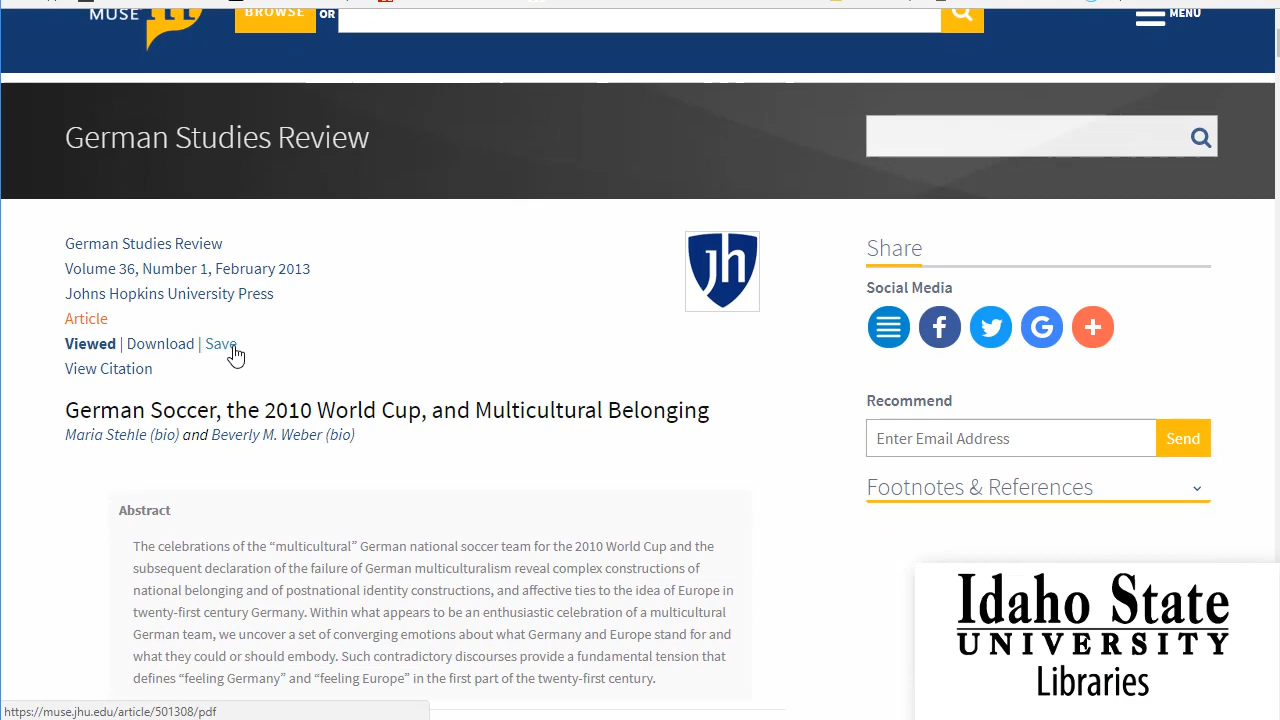 MUSE
BROWSE OR
MENU
German Studies Review
German Studies Review
Volume 36, Number 1, February 2013
Johns Hopkins University Press
Article
Viewed | Download | Save
View Citation
jh
German Soccer, the 2010 World Cup, and Multicultural Belonging
Maria Stehle (bio) and Beverly M. Weber (bio)
Abstract
The celebrations of the “multicultural” German national soccer team for the 2010 World Cup and the
subsequent declaration of the failure of German multiculturalism reveal complex constructions of
national belonging and of postnational identity constructions, and affective ties to the idea of Europe in
twenty-first century Germany. Within what appears to be an enthusiastic celebration of a multicultural
German team, we uncover a set of converging emotions about what Germany and Europe stand for and
what they could or should embody. Such contradictory discourses provide a fundamental tension that
defines “feeling Germany” and “feeling Europe” in the first part of the twenty-first century.
Share
Social Media
Recommend
Enter Email Address Send
Footnotes & References
Idaho State
UNIVERSITY
Libraries
https://muse.jhu.edu/article/501308/pdf